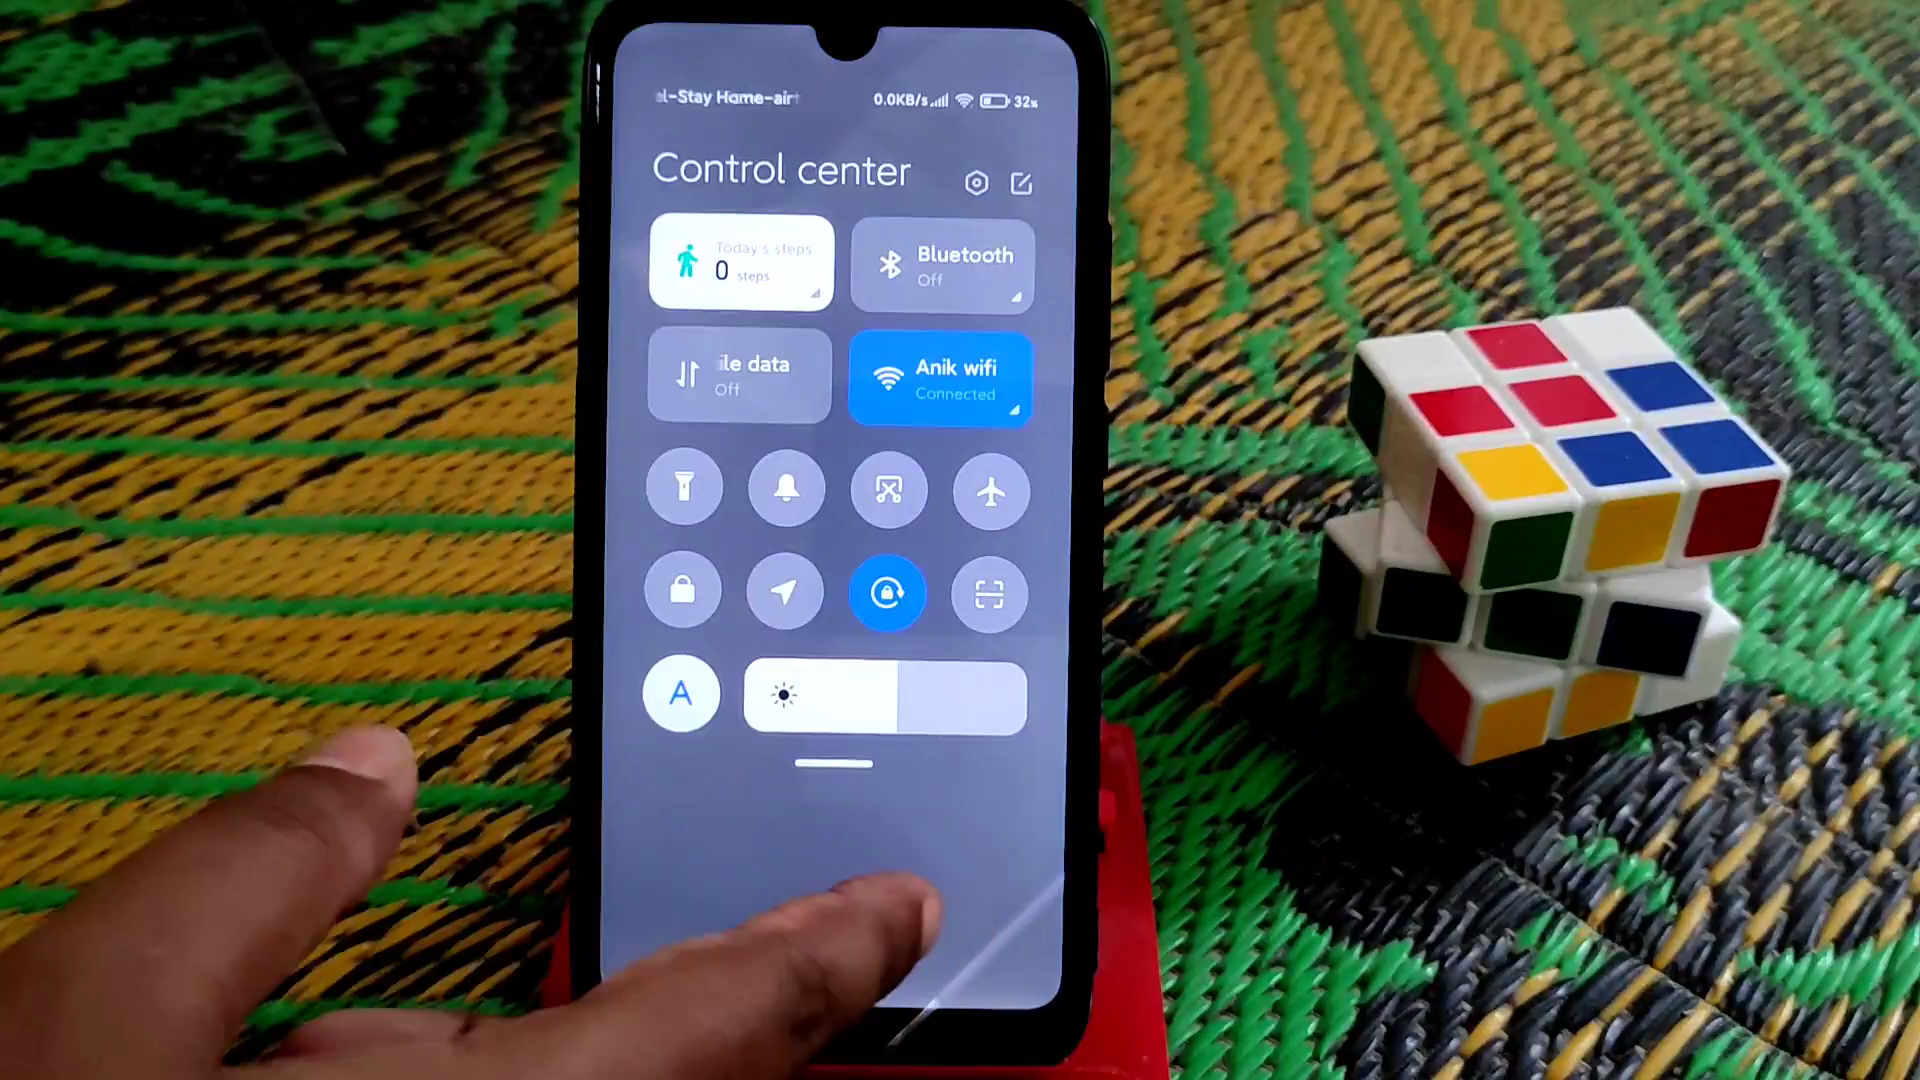 el-Stay Home-airt
0.0KB/s
32%
Control center
Today's steps
0 steps
Bluetooth
Off
ile data
Off
Anik wifi
Connected
A